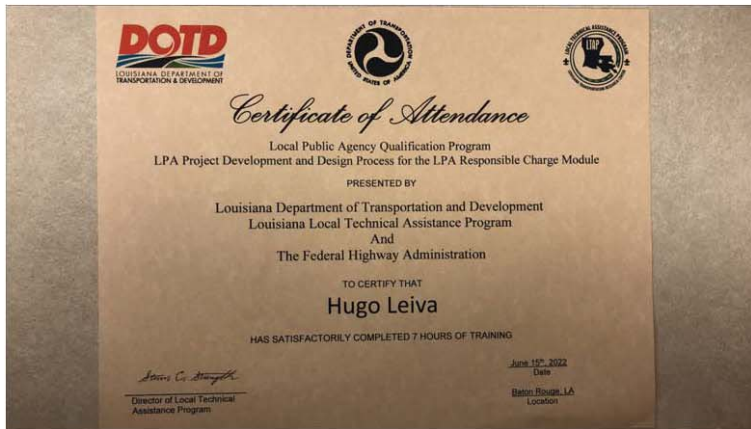 DOTD
LOUISIANA DEPARTMENT OF
TRANSPORTATION & DEVELOPMENT
DEPARTMENT OF TRANSPORTATION
UNITED STATES OF AMERICA
LOCAL TECHNICAL ASSISTANCE PROGRAM
LTAP
Certificate of Attendance
Local Public Agency Qualification Program
LPA Project Development and Design Process for the LPA Responsible Charge Module
PRESENTED BY
Louisiana Department of Transportation and Development
Louisiana Local Technical Assistance Program
And
The Federal Highway Administration
TO CERTIFY THAT
Hugo Leiva
HAS SATISFACTORILY COMPLETED 7 HOURS OF TRAINING
June 15th, 2022
Date
Director of Local Technical
Assistance Program
Baton Rouge, LA
Location